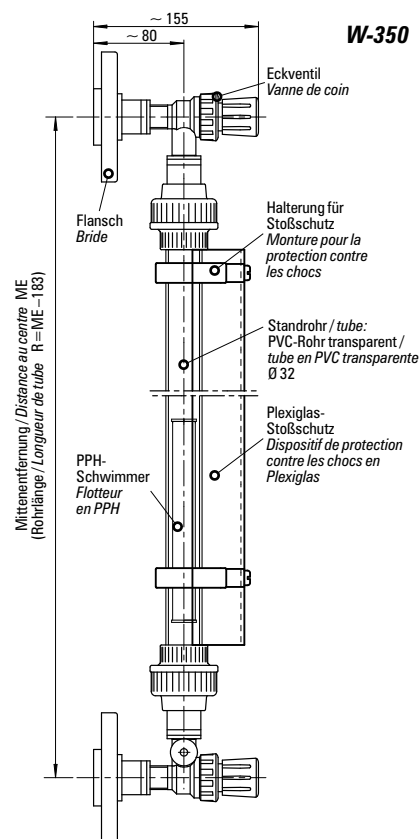 ~ 155
~ 80
W-350
Eckventil
Vanne de coin
Flansch
Bride
Halterung für
Stoßschutz
Monture pour la
protection contre
les chocs
Mittenentfernung / Distance au centre ME
(Rohrlänge / Longueur de tube R = ME – 183)
Standrohr / tube:
PVC-Rohr transparent /
tube en PVC transparente
Ø 32
Plexiglas-
Stoßschutz
Dispositif de protection
contre les chocs en
Plexiglas
PPH-
Schwimmer
Flotteur
en PPH